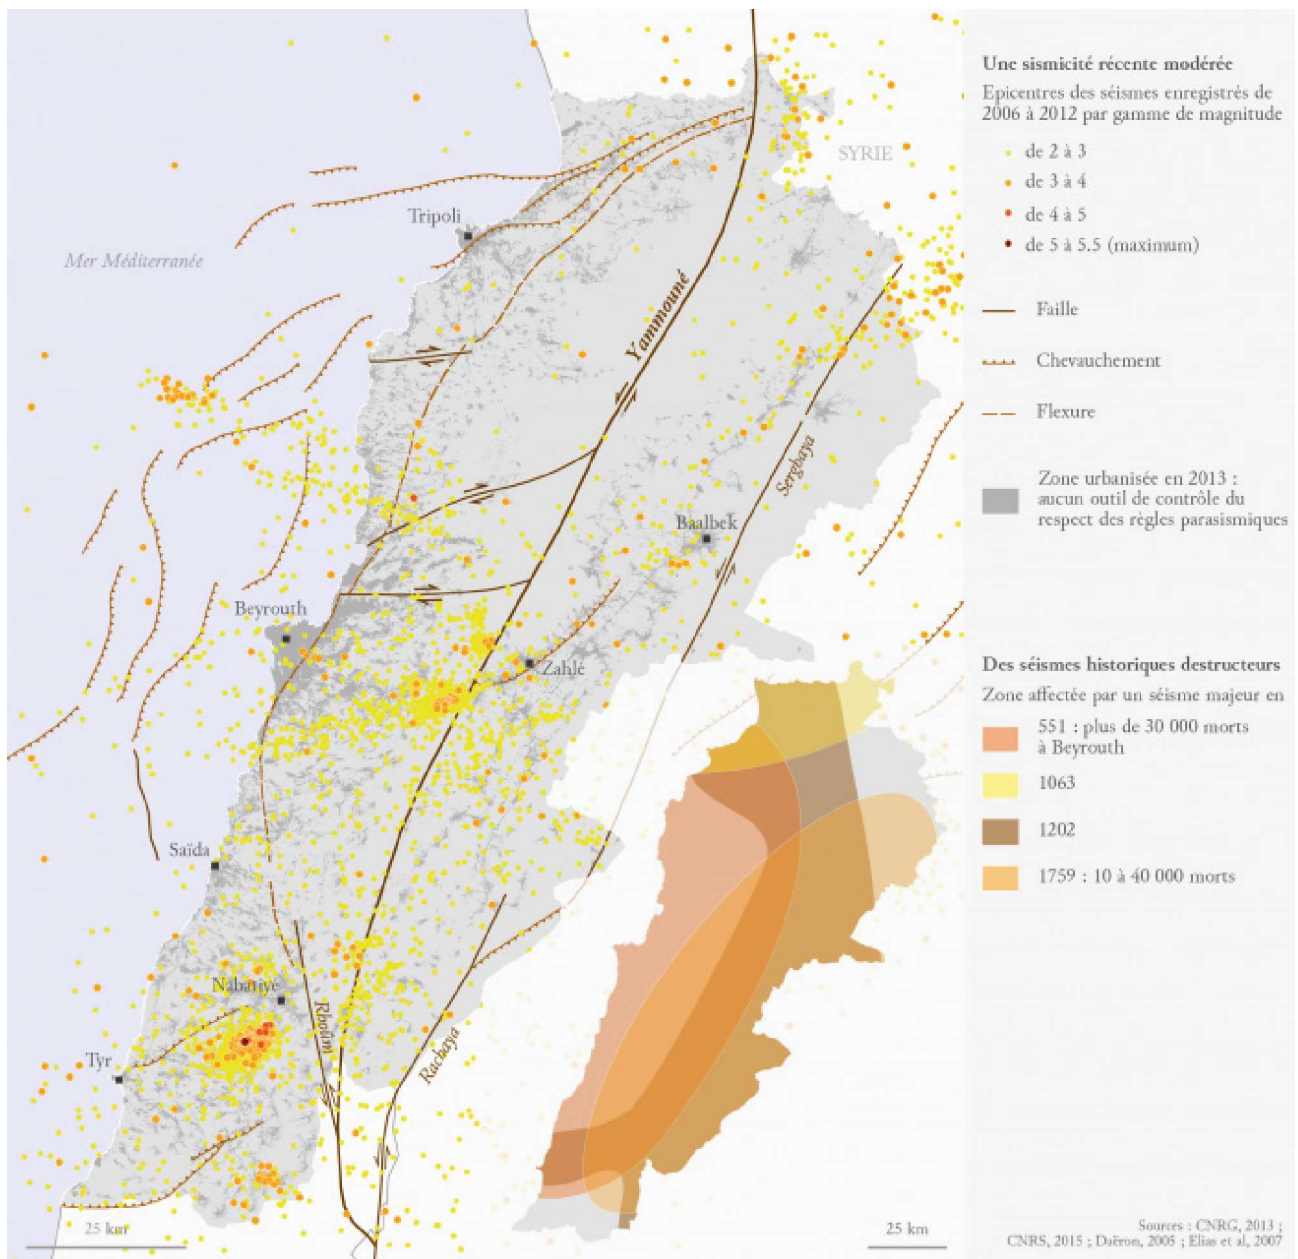 SYRIE
Tripoli
Mer Méditerranée
Yammouné
Sergbaya
Baalbek
Beyrouth
Zahlé
Saïda
Nabatiyé
Rhoûm
Rachaya
Tyr
25 km
25 km
Une sismicité récente modérée
Epicentres des séismes enregistrés de
2006 à 2012 par gamme de magnitude
de 2 à 3
de 3 à 4
de 4 à 5
de 5 à 5.5 (maximum)
Faille
Chevauchement
Flexure
Zone urbanisée en 2013 :
aucun outil de contrôle du
respect des règles parasismiques
Des séismes historiques destructeurs
Zone affectée par un séisme majeur en
551 : plus de 30 000 morts
à Beyrouth
1063
1202
1759 : 10 à 40 000 morts
Sources : CNRG, 2013 ;
CNRS, 2015 ; Daëron, 2005 ; Elias et al, 2007